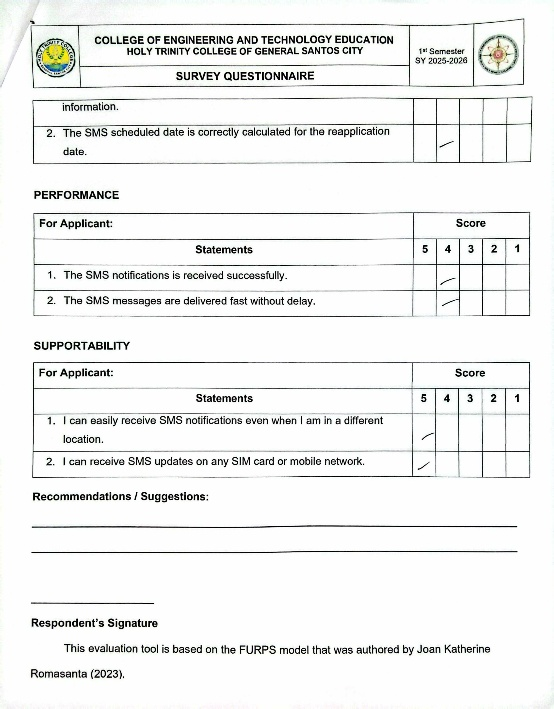 COLLEGE OF ENGINEERING AND TECHNOLOGY EDUCATION
HOLY TRINITY COLLEGE OF GENERAL SANTOS CITY
SURVEY QUESTIONNAIRE
1st Semester
SY 2025-2026
information.
2. The SMS scheduled date is correctly calculated for the reapplication
date.
PERFORMANCE
For Applicant: Score
Statements 5 4 3 2 1
1. The SMS notifications is received successfully.
2. The SMS messages are delivered fast without delay.
SUPPORTABILITY
For Applicant: Score
Statements 5 4 3 2 1
1. I can easily receive SMS notifications even when I am in a different
location.
2. I can receive SMS updates on any SIM card or mobile network.
Recommendations / Suggestions:
Respondent's Signature
This evaluation tool is based on the FURPS model that was authored by Joan Katherine
Romasanta (2023).